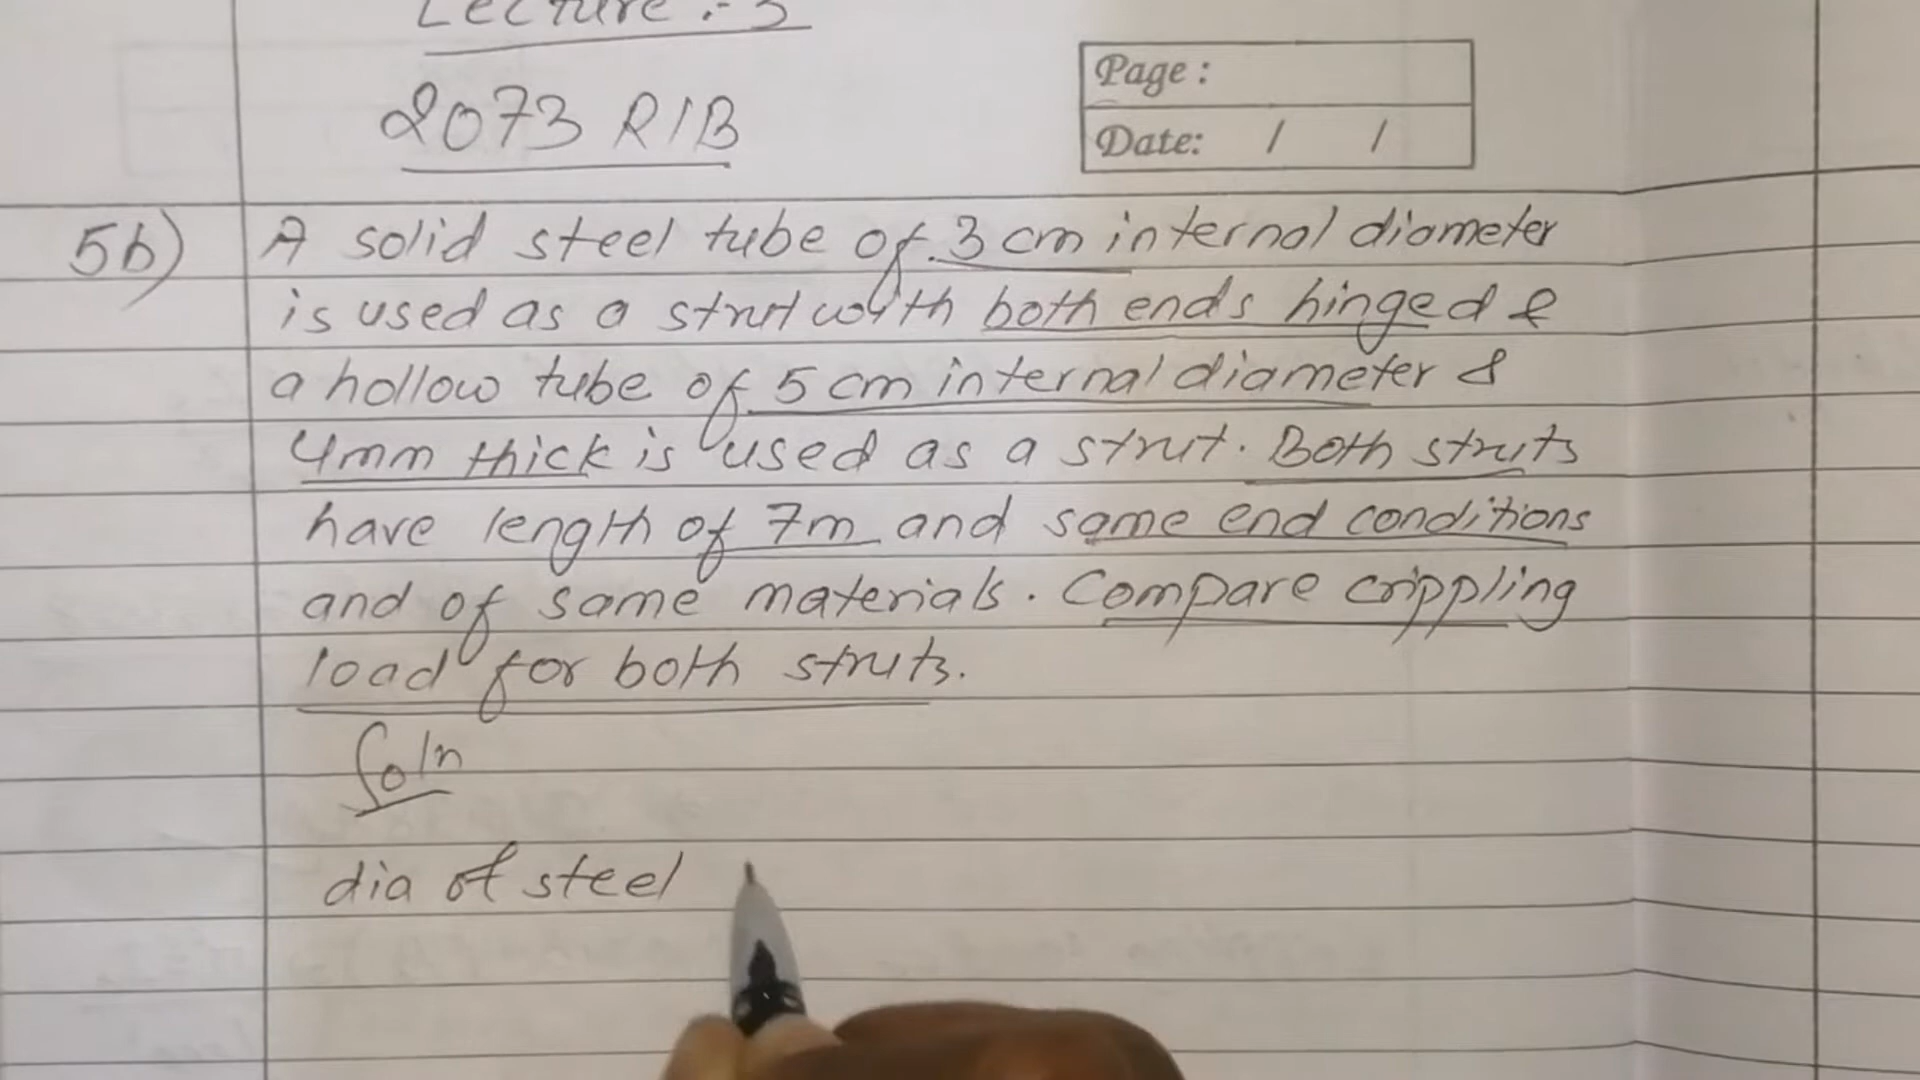 Lecture :- 3
2073 R/B
Page :
Date: / /
5b) A solid steel tube of 3 cm internal diameter
is used as a strut with both ends hinged &
a hollow tube of 5 cm internal diameter &
4mm thick is used as a strut. Both struts
have length of 7m and same end conditions
and of same materials. Compare crippling
load for both struts.
Soln
dia of steel